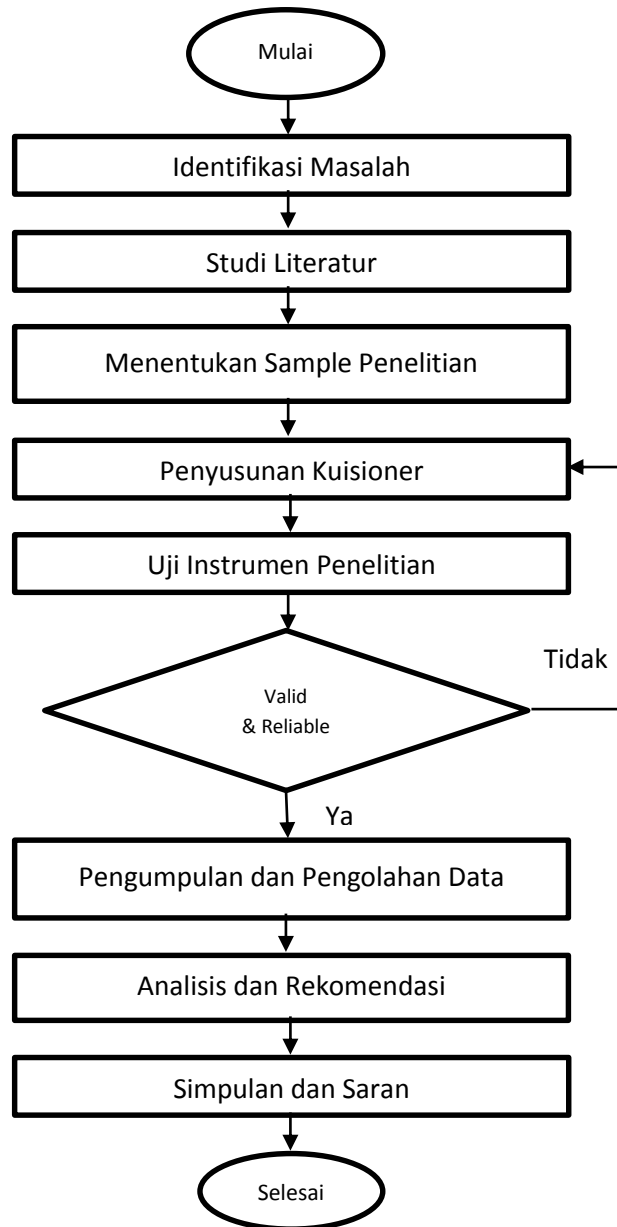 Mulai
Identifikasi Masalah
Studi Literatur
Menentukan Sample Penelitian
Penyusunan Kuisioner
Uji Instrumen Penelitian
Tidak
Valid
& Reliable
Ya
Pengumpulan dan Pengolahan Data
Analisis dan Rekomendasi
Simpulan dan Saran
Selesai